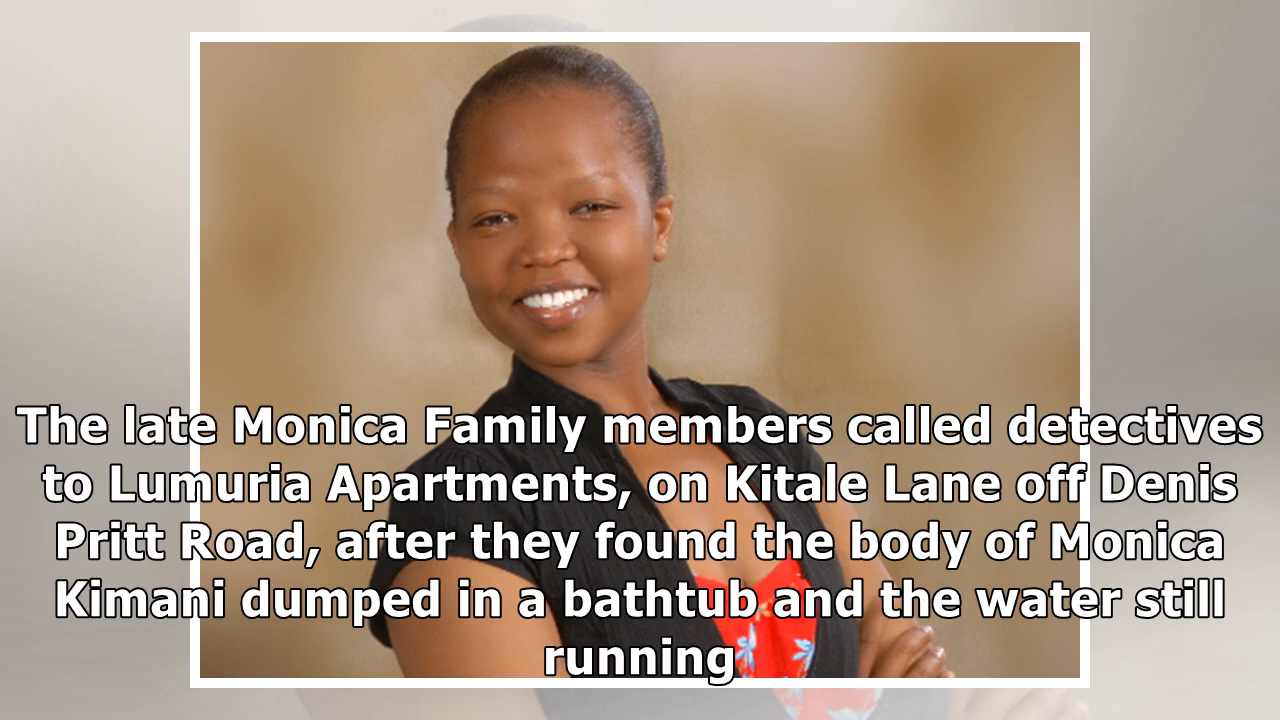 The late Monica Family members called detectives
to Lumuria Apartments, on Kitale Lane off Denis
Pritt Road, after they found the body of Monica
Kimani dumped in a bathtub and the water still
running